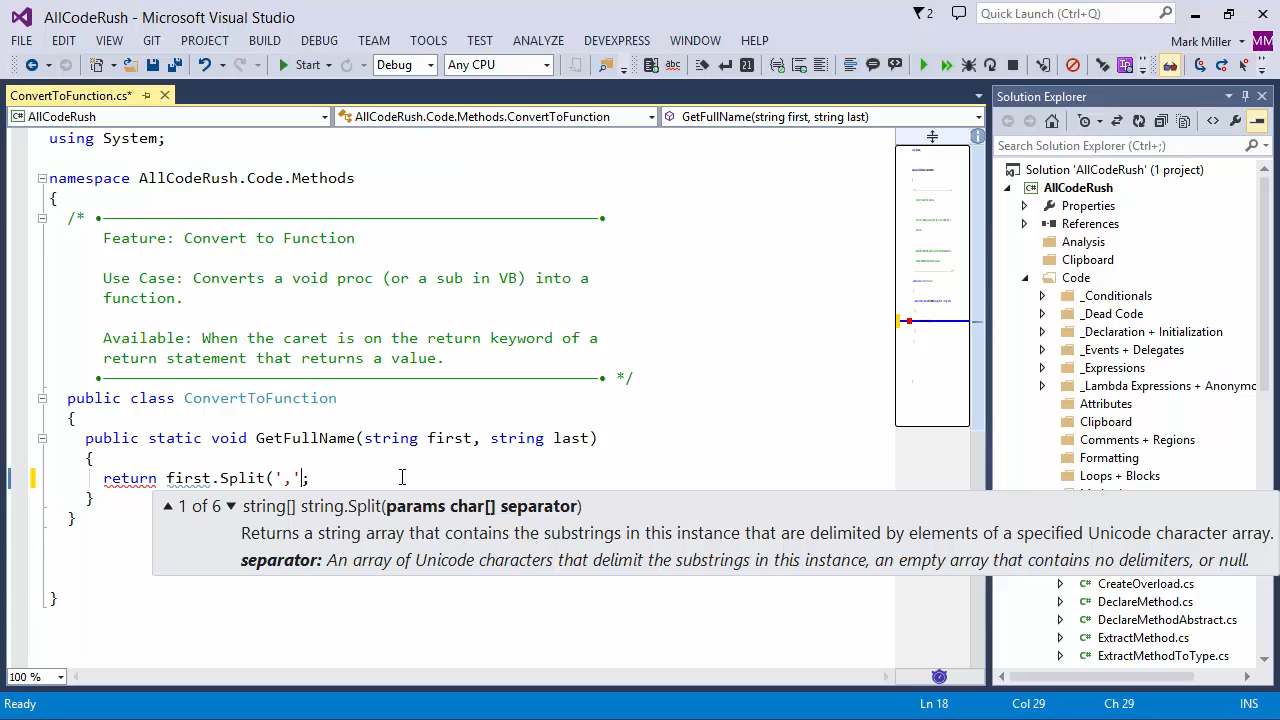 AllCodeRush - Microsoft Visual Studio
2
Quick Launch (Ctrl+Q)
FILE EDIT VIEW GIT PROJECT BUILD DEBUG TEAM TOOLS TEST ANALYZE DEVEXPRESS WINDOW HELP
Mark Miller
MM
Start Debug Any CPU
ConvertToFunction.cs*
Solution Explorer
AllCodeRush
AllCodeRush.Code.Methods.ConvertToFunction
GetFullName(string first, string last)
Search Solution Explorer (Ctrl+;)
using System;
namespace AllCodeRush.Code.Methods
{
/*
Feature: Convert to Function
Use case: Converts a void proc (or a sub in VB) into a
function.
Available: When the caret is on the return keyword of a
return statement that returns a value.
*/
public class ConvertToFunction
{
public static void GetFullName(string first, string last)
{
return first.Split(',';
}
}
}
1 of 6 string[] string.Split(params char[] separator)
Returns a string array that contains the substrings in this instance that are delimited by elements of a specified Unicode character array.
separator: An array of Unicode characters that delimit the substrings in this instance, an empty array that contains no delimiters, or null.
Solution 'AllCodeRush' (1 project)
AllCodeRush
Properties
References
Analysis
Clipboard
Code
_Conditionals
_Dead Code
_Declaration + Initialization
_Events + Delegates
_Expressions
_Lambda Expressions + Anonymc
Attributes
Clipboard
Comments + Regions
Formatting
Loops + Blocks
CreateOverload.cs
DeclareMethod.cs
DeclareMethodAbstract.cs
ExtractMethod.cs
ExtractMethodToType.cs
100 %
Ready
Ln 18
Col 29
Ch 29
INS